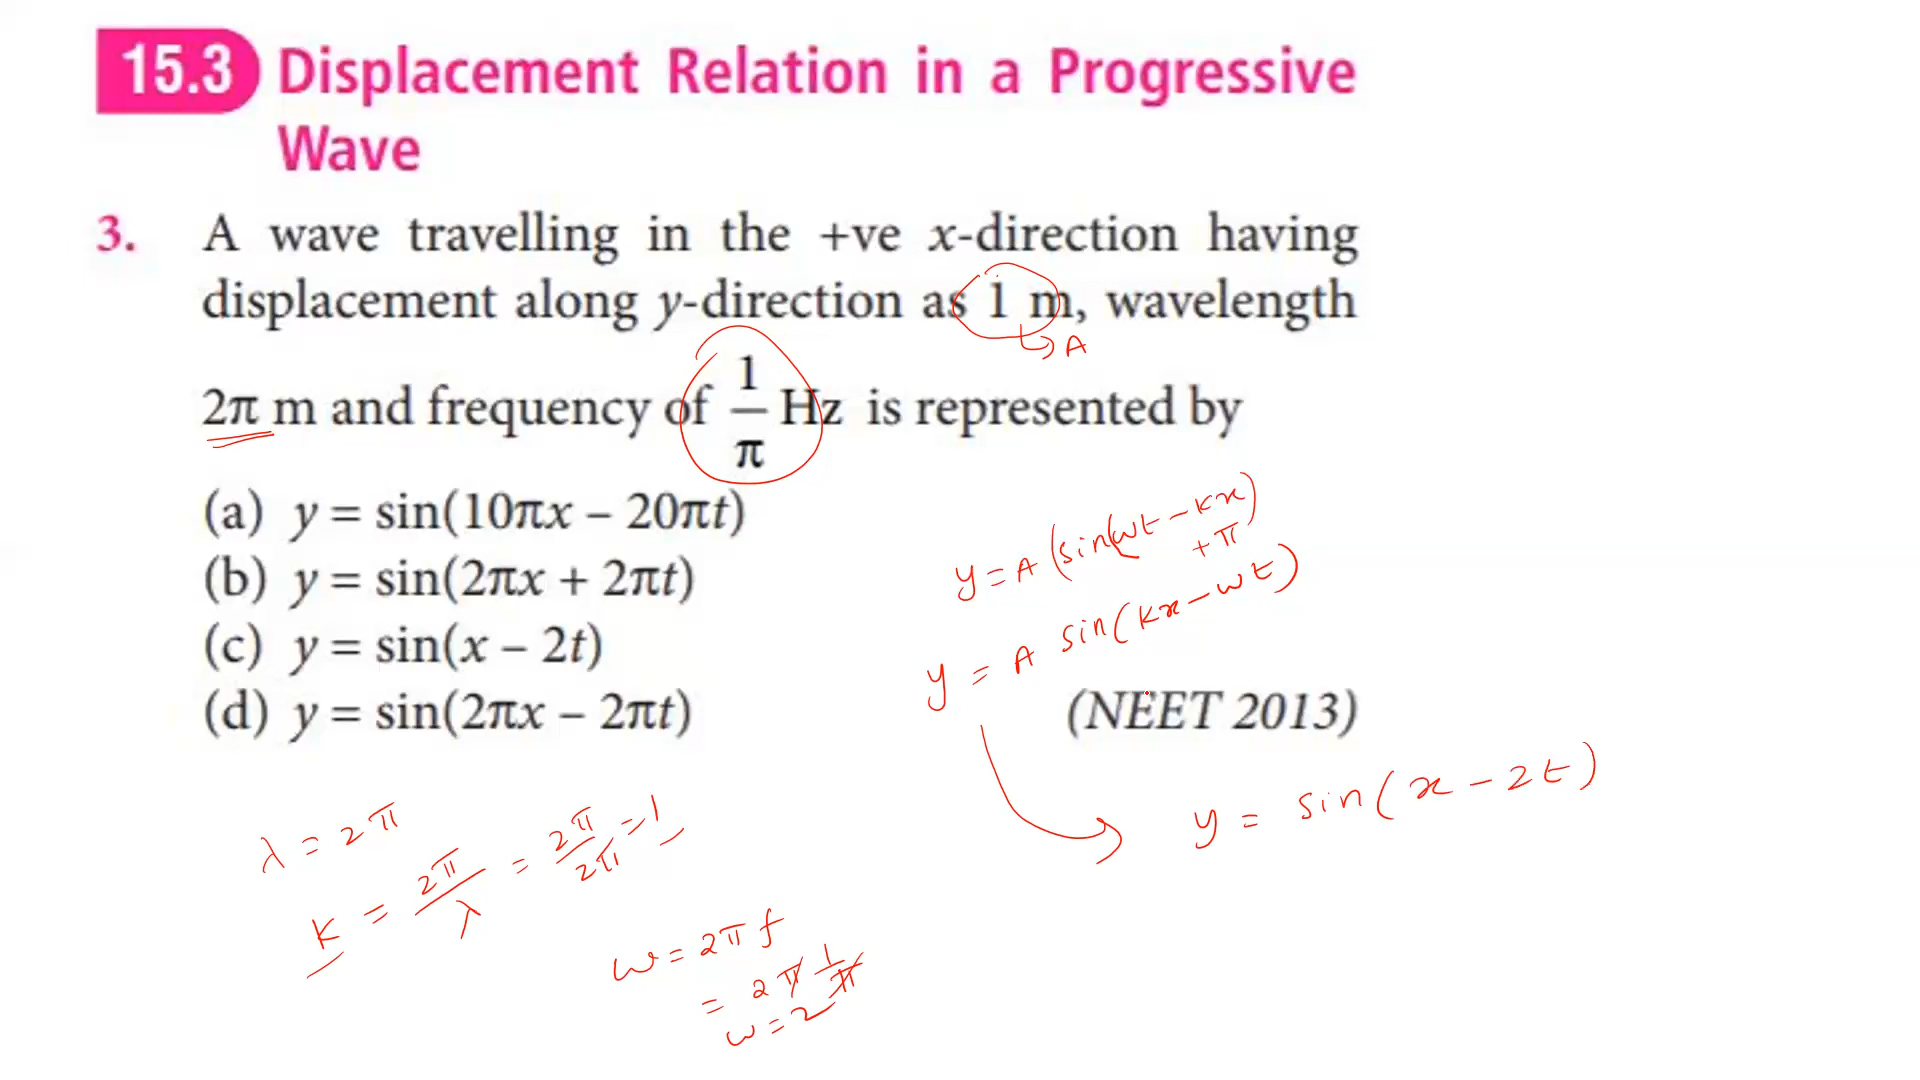 15.3 Displacement Relation in a Progressive
Wave
3. A wave travelling in the +ve x-direction having
displacement along y-direction as 1 m, wavelength
→ A
2π m and frequency of 1/π Hz is represented by
(a) y = sin(10πx – 20πt)
(b) y = sin(2πx + 2πt)
(c) y = sin(x – 2t)
(d) y = sin(2πx – 2πt)
(NEET 2013)
y = A (sin(wt – kx)
+ π
y = A sin(kx – wt)
y = sin(x – 2t)
λ = 2π
k = 2π/λ = 2π/2π = 1
w = 2πf
= 2π 1/π
w = 2